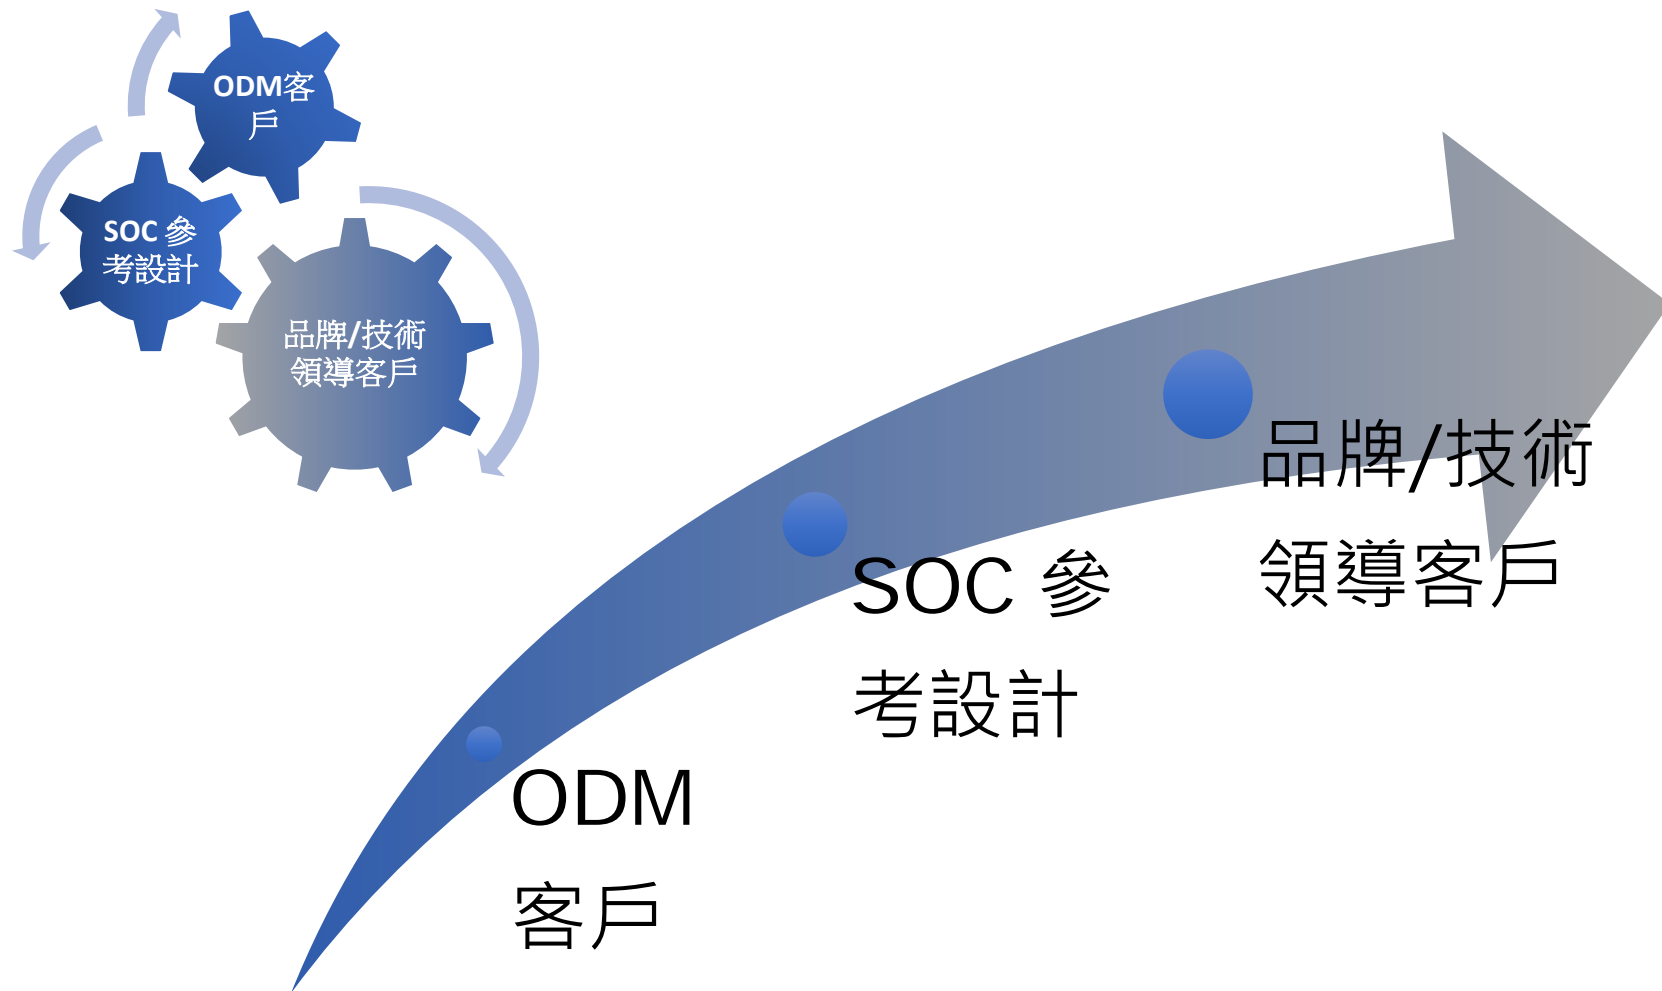 ODM客
戶
SOC 參
考設計
品牌/技術
領導客戶
品牌/技術
領導客戶
SOC 參
考設計
ODM
客戶